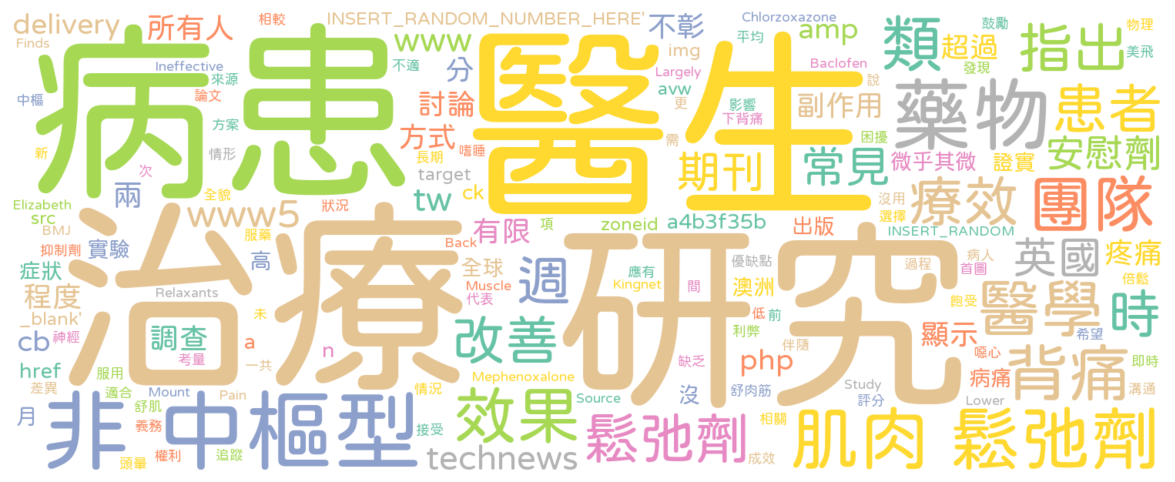 delivery
所有人
相較
INSERT_RANDOM_NUMBER_HERE'
不彰
Chlorzoxazone
amp
鼓勵
物理
類
超過
指出
Finds
病患
Ineffective
www
醫生
img
平均
Baclofen
發現
美飛
不適
分
Largely
avw
說
中樞
來源
論文
討論
更
影響
下背痛
副作用
藥物
患者
新
方案
情形
方式
需
困擾
安慰劑
長期
嗜睡
期刊
常見
微乎其微
證實
次
全貌
target
ck
兩
tw
沒用
療效
團隊
Elizabeth
src
BMJ
www5
狀況
有限
項
zoneid
a4b3f35b
出版
選擇
INSERT_RANDOM
抑制劑
實驗
服藥
高
Back
治療
研究
優缺點
過程
病人
首圖
英國
疼痛
症狀
Relaxants
全球
Muscle
代表
週
應有
Kingnet
間
澳洲
飽受
醫學
倍鬆
時
程度
_blank'
未
低
前
cb
神經
調查
考量
a
n
改善
利弊
伴隨
顯示
希望
href
一共
缺乏
php
噁心
背痛
即時
差異
服用
適合
Mount
Pain
情況
Mephenoxalone
Source
沒
舒肉筋
Study
評分
病痛
Lower
溝通
月
非中樞型
舒肌
義務
頭暈
權利
追蹤
接受
效果
technews
鬆弛劑
成效
相關
肌肉鬆弛劑